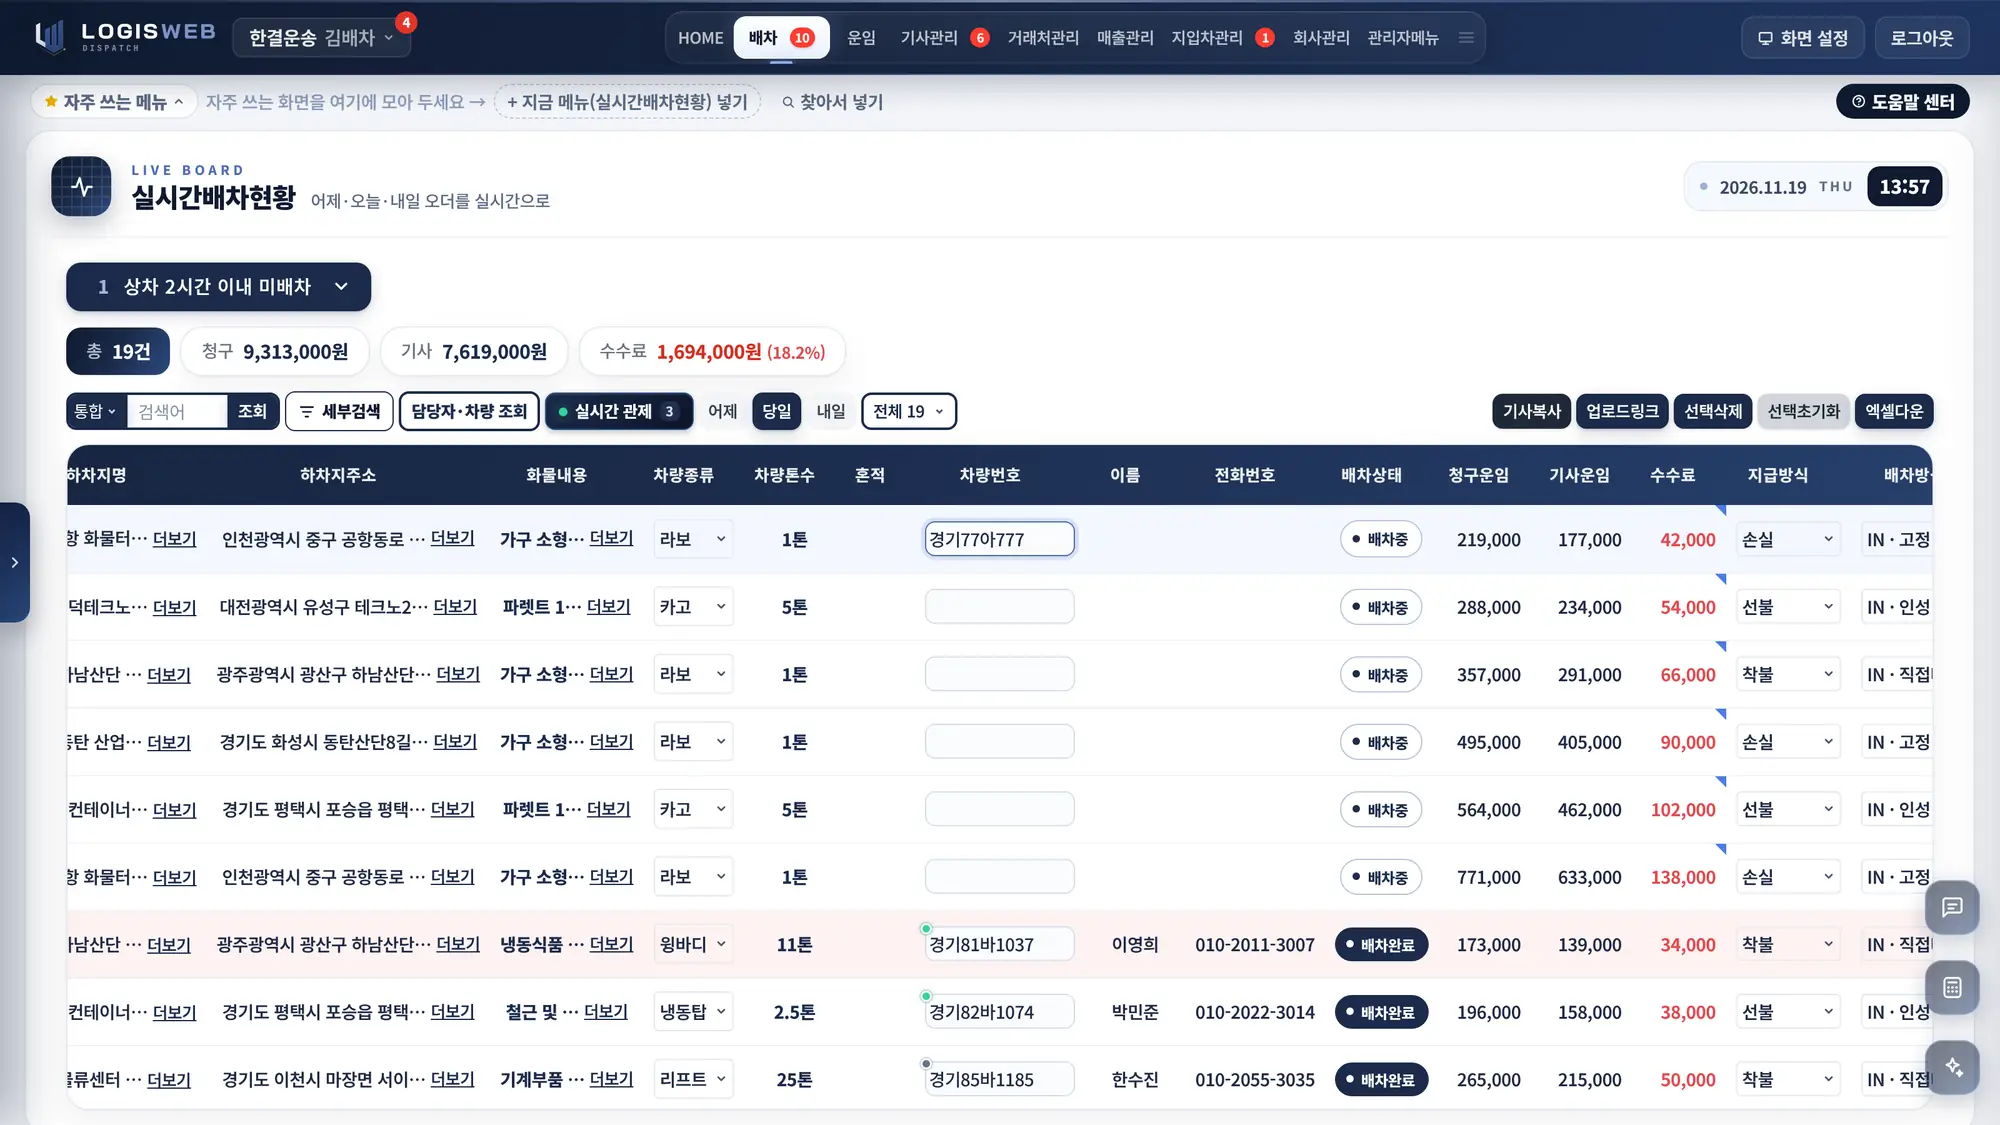 LOGISWEB
DISPATCH
한결운송 김배차 4
HOME 배차 10 운임 기사관리 6 거래처관리 매출관리 지입차관리 1 회사관리 관리자메뉴
화면 설정 로그아웃
자주 쓰는 메뉴 자주 쓰는 화면을 여기에 모아 두세요 → + 지금 메뉴(실시간배차현황) 넣기 찾아서 넣기 도움말 센터
LIVE BOARD
실시간배차현황 어제·오늘·내일 오더를 실시간으로
2026.11.19 THU 13:57
1 상차 2시간 이내 미배차
총 19건 청구 9,313,000원 기사 7,619,000원 수수료 1,694,000원 (18.2%)
통합 검색어 조회 세부검색 담당자·차량 조회 실시간 관제 3 어제 당일 내일 전체 19 기사복사 업로드링크 선택삭제 선택초기화 엑셀다운
하차지명 하차지주소 화물내용 차량종류 차량톤수 혼적 차량번호 이름 전화번호 배차상태 청구운임 기사운임 수수료 지급방식 배차방
항 화물터… 더보기 인천광역시 중구 공항동로 … 더보기 가구 소형… 더보기 라보 1톤 경기77아777 배차중 219,000 177,000 42,000 손실 IN · 고정
덕테크노… 더보기 대전광역시 유성구 테크노2… 더보기 파렛트 1… 더보기 카고 5톤 배차중 288,000 234,000 54,000 선불 IN · 인성
하남산단 … 더보기 광주광역시 광산구 하남산단… 더보기 가구 소형… 더보기 라보 1톤 배차중 357,000 291,000 66,000 착불 IN · 직접
동탄 산업… 더보기 경기도 화성시 동탄산단8길… 더보기 가구 소형… 더보기 라보 1톤 배차중 495,000 405,000 90,000 손실 IN · 고정
컨테이너… 더보기 경기도 평택시 포승읍 평택… 더보기 파렛트 1… 더보기 카고 5톤 배차중 564,000 462,000 102,000 선불 IN · 인성
항 화물터… 더보기 인천광역시 중구 공항동로 … 더보기 가구 소형… 더보기 라보 1톤 배차중 771,000 633,000 138,000 손실 IN · 고정
하남산단 … 더보기 광주광역시 광산구 하남산단… 더보기 냉동식품 … 더보기 윙바디 11톤 경기81바1037 이영희 010-2011-3007 배차완료 173,000 139,000 34,000 착불 IN · 직접
컨테이너… 더보기 경기도 평택시 포승읍 평택… 더보기 철근 및 … 더보기 냉동탑 2.5톤 경기82바1074 박민준 010-2022-3014 배차완료 196,000 158,000 38,000 선불 IN · 인성
물류센터 … 더보기 경기도 이천시 마장면 서이… 더보기 기계부품 … 더보기 리프트 25톤 경기85바1185 한수진 010-2055-3035 배차완료 265,000 215,000 50,000 착불 IN · 직접